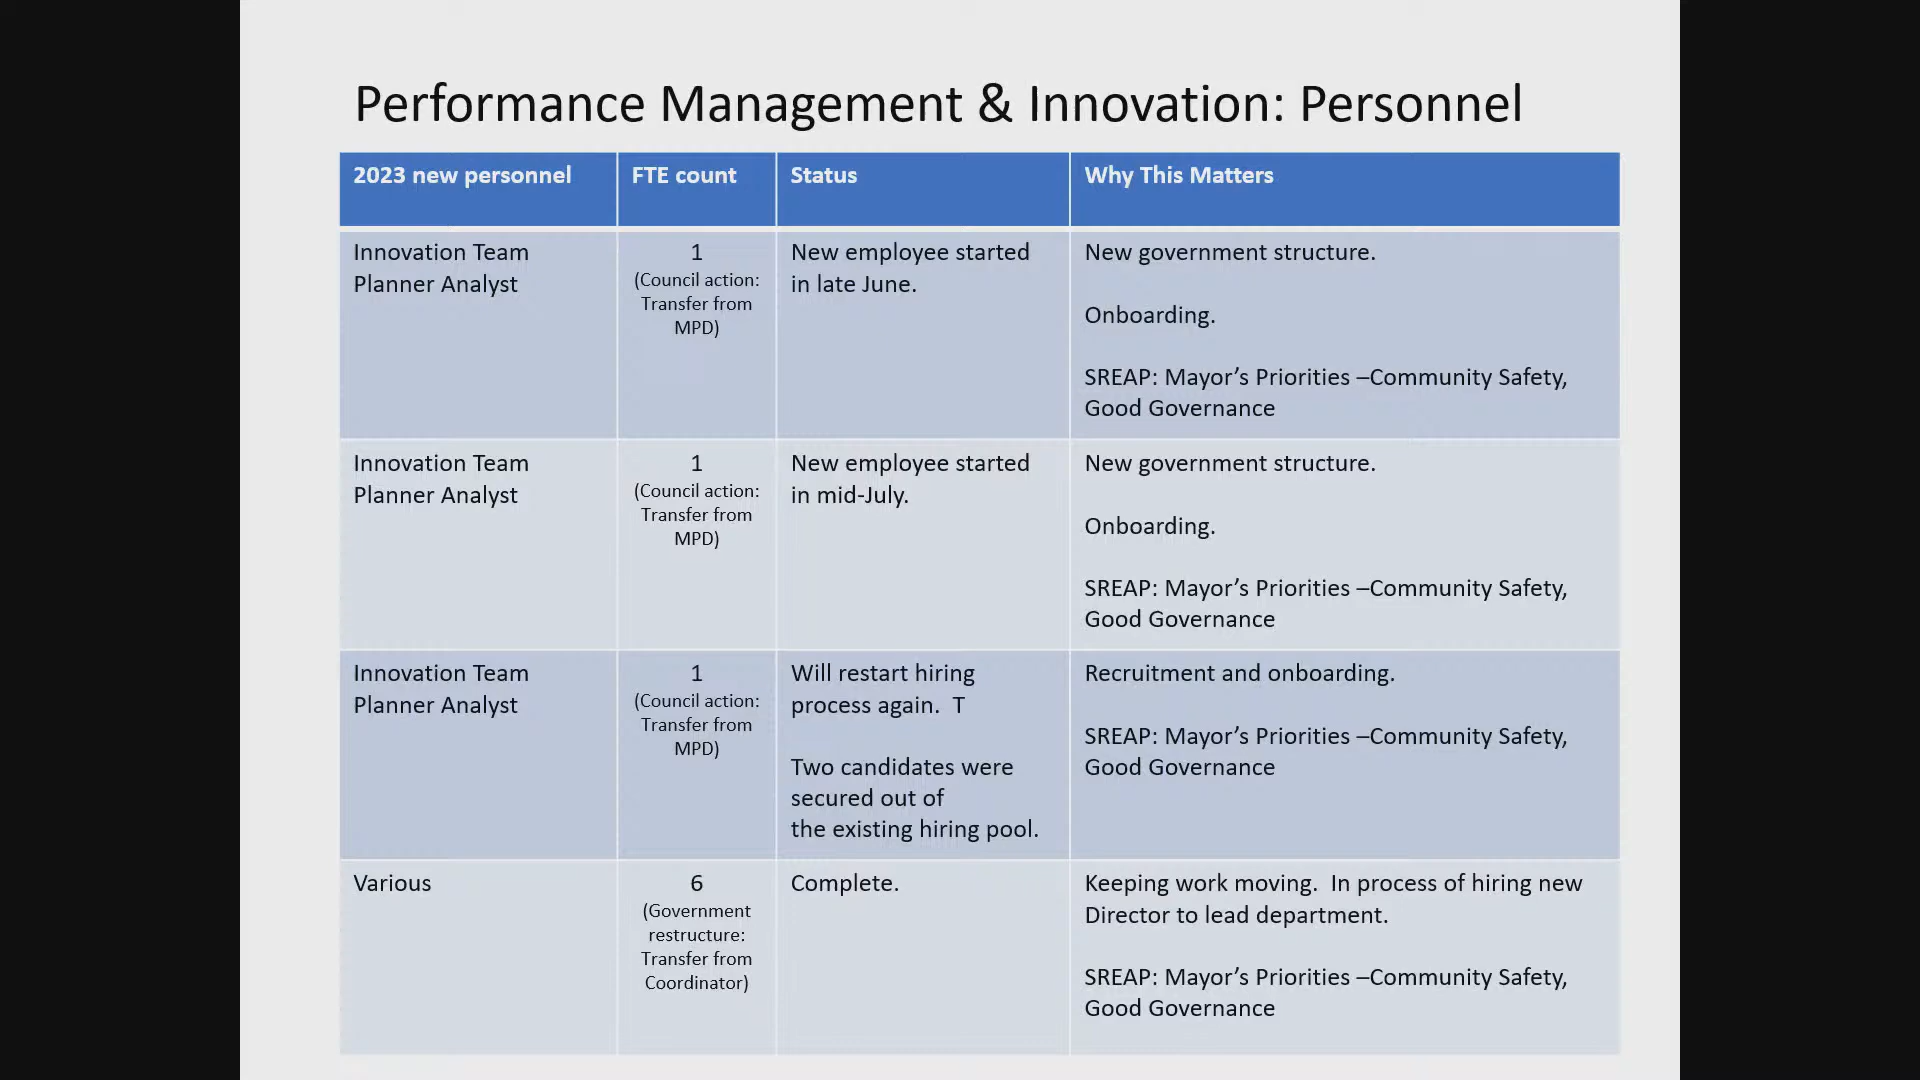 Performance Management & Innovation: Personnel
2023 new personnel
FTE count
Status
Why This Matters
Innovation Team
Planner Analyst
1
(Council action:
Transfer from
MPD)
New employee started
in late June.
New government structure.
Onboarding.
SREAP: Mayor’s Priorities –Community Safety,
Good Governance
Innovation Team
Planner Analyst
1
(Council action:
Transfer from
MPD)
New employee started
in mid-July.
New government structure.
Onboarding.
SREAP: Mayor’s Priorities –Community Safety,
Good Governance
Innovation Team
Planner Analyst
1
(Council action:
Transfer from
MPD)
Will restart hiring
process again.  T
Two candidates were
secured out of
the existing hiring pool.
Recruitment and onboarding.
SREAP: Mayor’s Priorities –Community Safety,
Good Governance
Various
6
(Government
restructure:
Transfer from
Coordinator)
Complete.
Keeping work moving.  In process of hiring new
Director to lead department.
SREAP: Mayor’s Priorities –Community Safety,
Good Governance